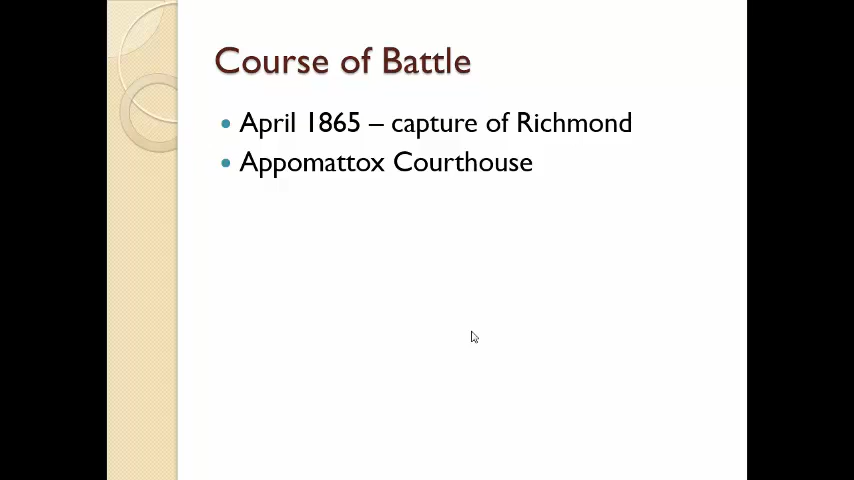 Course of Battle
• April 1865 – capture of Richmond
• Appomattox Courthouse